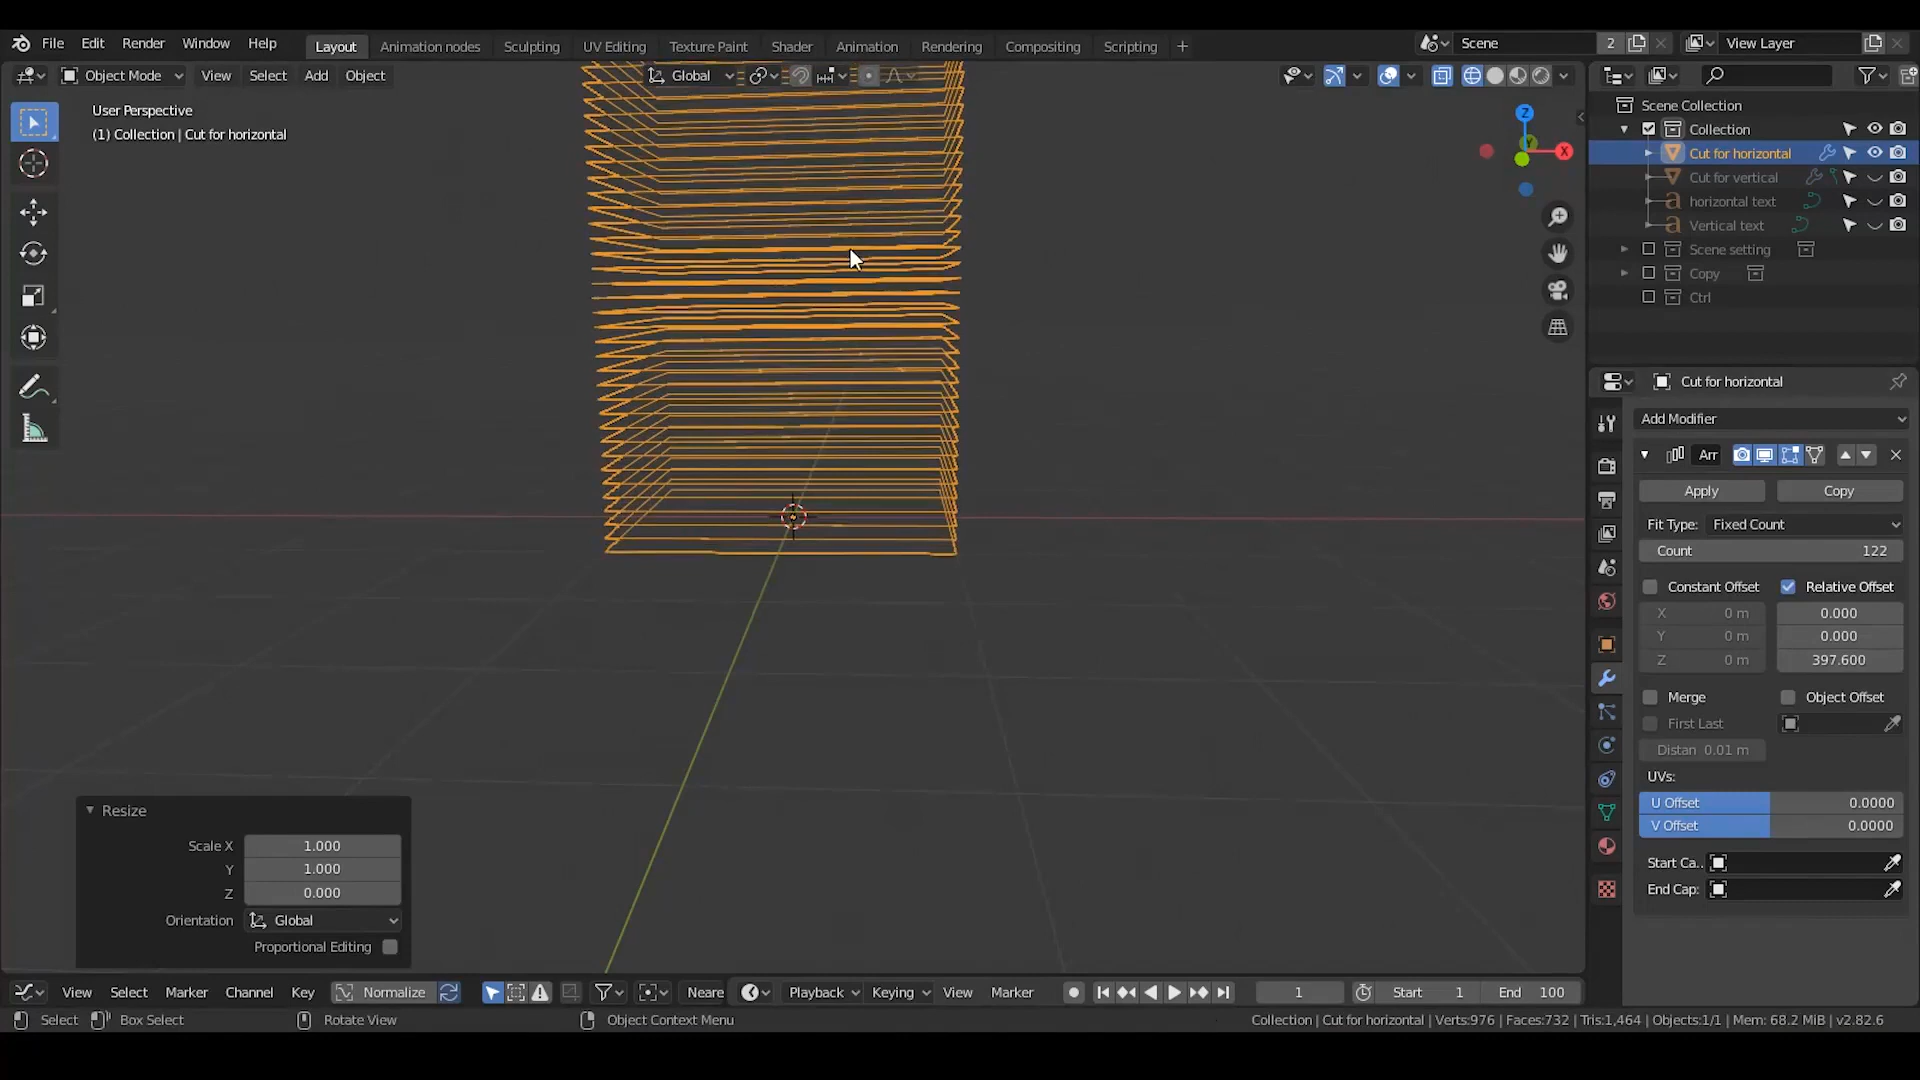 File Edit Render Window Help Layout Animation nodes Sculpting UV Editing Texture Paint Shader Animation Rendering Compositing Scripting + Scene 2 View Layer
Object Mode View Select Add Object Global
User Perspective
(1) Collection | Cut for horizontal
Z
X
Scene Collection
Collection
Cut for horizontal
Cut for vertical
horizontal text
Vertical text
Scene setting
Copy
Ctrl
Cut for horizontal
Add Modifier
Arr
Apply Copy
Fit Type: Fixed Count
Count 122
Constant Offset Relative Offset
X 0 m 0.000
Y 0 m 0.000
Z 0 m 397.600
Merge Object Offset
First Last
Distan 0.01 m
UVs:
U Offset 0.0000
V Offset 0.0000
Start Ca..
End Cap:
Resize
Scale X 1.000
Y 1.000
Z 0.000
Orientation Global
Proportional Editing
View Select Marker Channel Key Normalize Neare Playback Keying View Marker 1 Start 1 End 100
Select Box Select Rotate View Object Context Menu Collection | Cut for horizontal | Verts:976 | Faces:732 | Tris:1,464 | Objects:1/1 | Mem: 68.2 MiB | v2.82.6